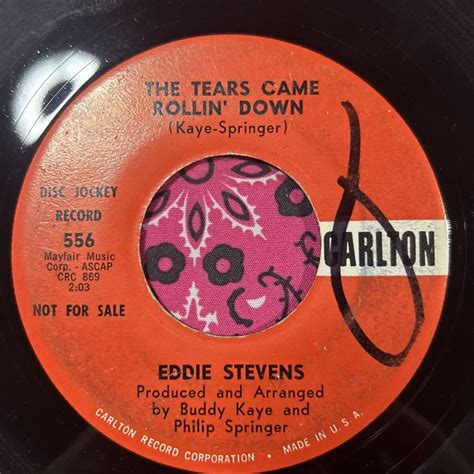 THE TEARS CAME
ROLLIN' DOWN
(Kaye-Springer)
DISC JOCKEY
RECORD
556
Mayfair Music
Corp. - ASCAP
CRC 869
2:03
NOT FOR SALE
CARLTON
EDDIE STEVENS
Produced and Arranged
by Buddy Kaye and
Philip Springer
CARLTON RECORD CORPORATION - MADE IN U.S.A.